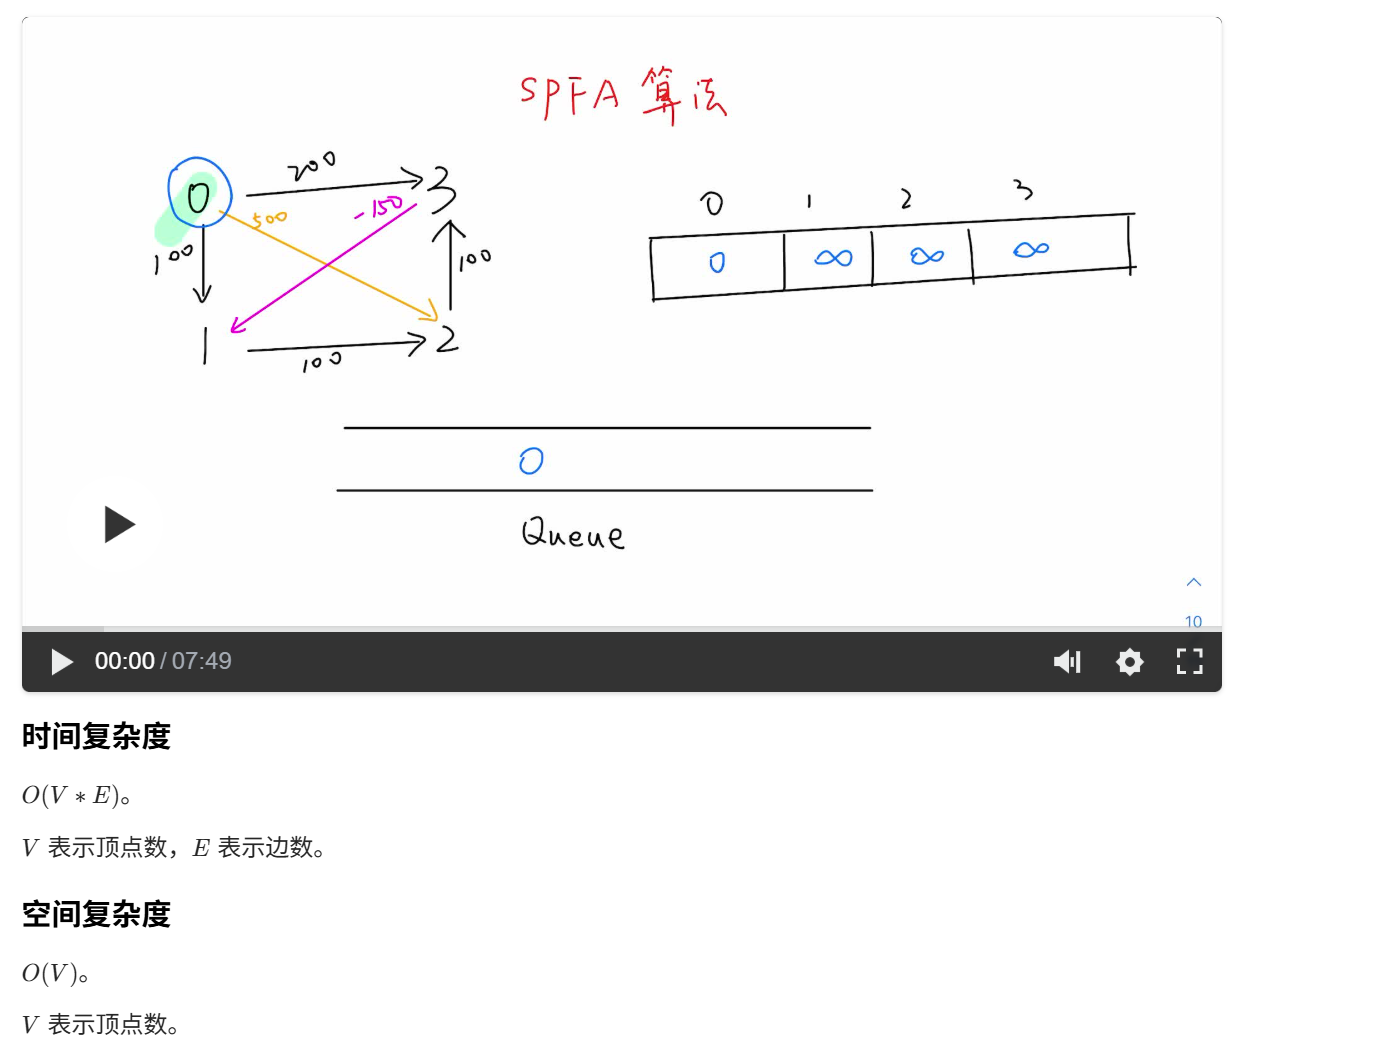 SPFA 算法
0
200
3
-150
500
100
100
1
100
2
0 1 2 3
0 ∞ ∞ ∞
0
Queue
10
00:00 / 07:49
时间复杂度
O(V * E)。
V 表示顶点数，E 表示边数。
空间复杂度
O(V)。
V 表示顶点数。